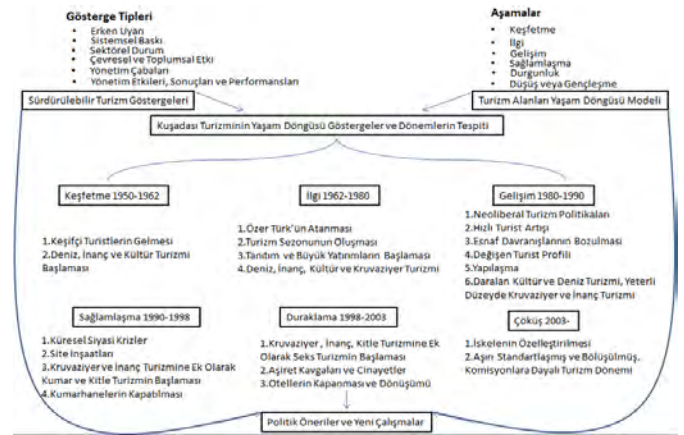 Gösterge Tipleri
• Erken Uyarı
• Sistemsel Baskı
• Sektörel Durum
• Çevresel ve Toplumsal Etki
• Yönetim Çabaları
• Yönetim Etkileri, Sonuçları ve Performansları
Aşamalar
• Keşfetme
• İlgi
• Gelişim
• Sağlamlaşma
• Durgunluk
• Düşüş veya Gençleşme
Sürdürülebilir Turizm Göstergeleri
Turizm Alanları Yaşam Döngüsü Modeli
Kuşadası Turizminin Yaşam Döngüsü Göstergeler ve Dönemlerin Tespiti
Keşfetme 1950-1962
1.Keşifçi Turistlerin Gelmesi
2.Deniz, İnanç ve Kültür Turizmi
Başlaması
İlgi 1962-1980
1.Özer Türk'ün Atanması
2.Turizm Sezonunun Oluşması
3.Tanıtım ve Büyük Yatırımların Başlaması
4.Deniz, İnanç, Kültür ve Kruvaziyer Turizmi
Gelişim 1980-1990
1.Neoliberal Turizm Politikaları
2.Hızlı Turist Artışı
3.Esnaf Davranışlarının Bozulması
4.Değişen Turist Profili
5.Yapılaşma
6.Daralan Kültür ve Deniz Turizmi, Yeterli
Düzeyde Kruvaziyer ve İnanç Turizmi
Sağlamlaşma 1990-1998
1.Küresel Siyasi Krizler
2.Site İnşaatları
3.Kruvaziyer ve İnanç Turizmine Ek Olarak
Kumar ve Kitle Turizmin Başlaması
4.Kumarhanelerin Kapatılması
Duraklama 1998-2003
1.Kruvaziyer, İnanç, Kitle Turizmine Ek
Olarak Seks Turizmin Başlaması
2.Aşiret Kavgaları ve Cinayetler
3.Otellerin Kapanması ve Dönüşümü
Çöküş 2003-
1.İskelenin Özelleştirilmesi
2.Aşırı Standartlaşmış ve Bölüşülmüş,
Komisyonlara Dayalı Turizm Dönemi
Politik Öneriler ve Yeni Çalışmalar